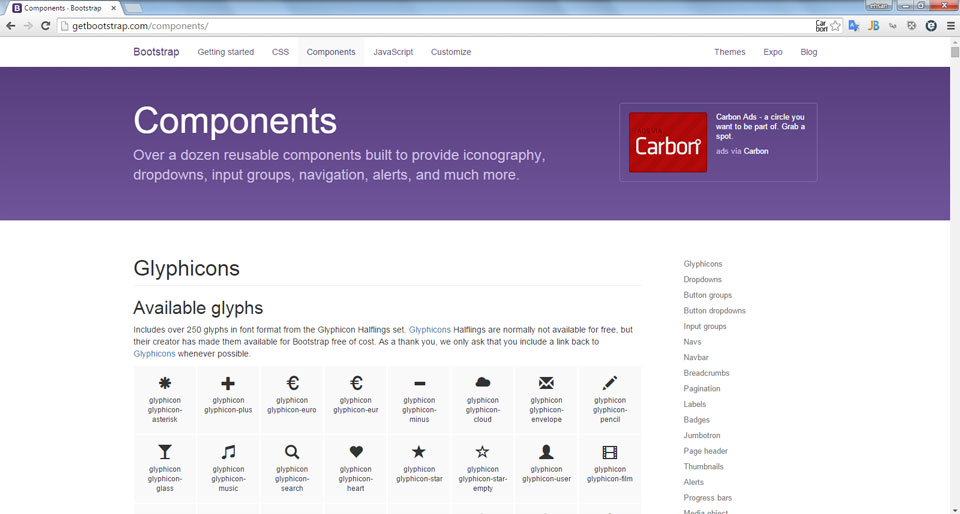 Components · Bootstrap
ehsan
getbootstrap.com/components/
Bootstrap
Getting started
CSS
Components
JavaScript
Customize
Themes
Expo
Blog
Components
Over a dozen reusable components built to provide iconography,
dropdowns, input groups, navigation, alerts, and much more.
ADS VIA
Carbon
Carbon Ads - a circle you
want to be part of. Grab a
spot.
ads via Carbon
Glyphicons
Available glyphs
Includes over 250 glyphs in font format from the Glyphicon Halflings set. Glyphicons Halflings are normally not available for free, but
their creator has made them available for Bootstrap free of cost. As a thank you, we only ask that you include a link back to
Glyphicons whenever possible.
glyphicon
glyphicon-
asterisk
glyphicon
glyphicon-plus
glyphicon
glyphicon-euro
glyphicon
glyphicon-eur
glyphicon
glyphicon-
minus
glyphicon
glyphicon-
cloud
glyphicon
glyphicon-
envelope
glyphicon
glyphicon-
pencil
glyphicon
glyphicon-
glass
glyphicon
glyphicon-
music
glyphicon
glyphicon-
search
glyphicon
glyphicon-
heart
glyphicon
glyphicon-star
glyphicon
glyphicon-star-
empty
glyphicon
glyphicon-user
glyphicon
glyphicon-film
Glyphicons
Dropdowns
Button groups
Button dropdowns
Input groups
Navs
Navbar
Breadcrumbs
Pagination
Labels
Badges
Jumbotron
Page header
Thumbnails
Alerts
Progress bars
Media object